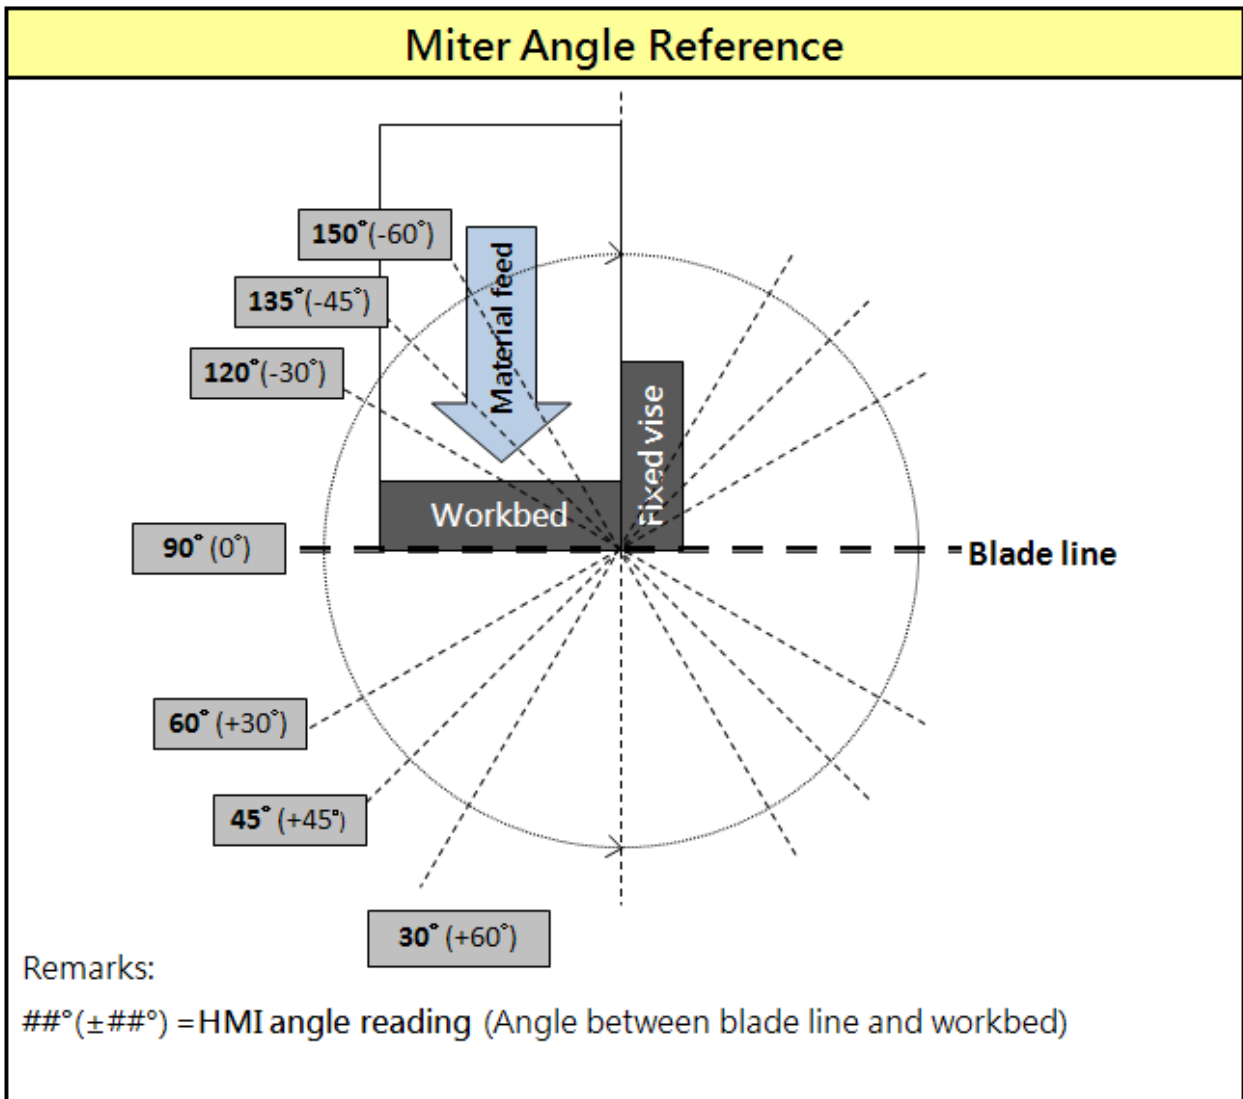 Miter Angle Reference
150°(-60°)
Material feed
135°(-45°)
120°(-30°)
Fixed vise
Workbed
90° (0°)
Blade line
60° (+30°)
45° (+45°)
30° (+60°)
Remarks:
##°(±##°) =HMI angle reading (Angle between blade line and workbed)